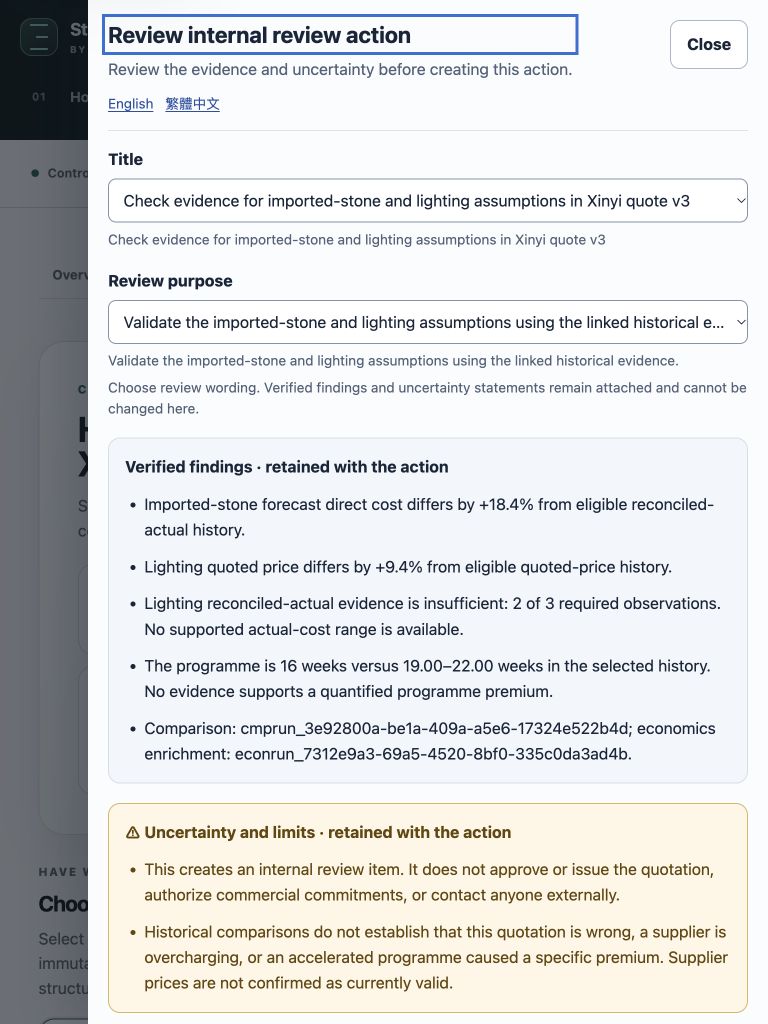 Review internal review action
Close
Review the evidence and uncertainty before creating this action.
English 繁體中文
Title
Check evidence for imported-stone and lighting assumptions in Xinyi quote v3
Check evidence for imported-stone and lighting assumptions in Xinyi quote v3
Review purpose
Validate the imported-stone and lighting assumptions using the linked historical e...
Validate the imported-stone and lighting assumptions using the linked historical evidence.
Choose review wording. Verified findings and uncertainty statements remain attached and cannot be
changed here.
Verified findings · retained with the action
• Imported-stone forecast direct cost differs by +18.4% from eligible reconciled-
actual history.
• Lighting quoted price differs by +9.4% from eligible quoted-price history.
• Lighting reconciled-actual evidence is insufficient: 2 of 3 required observations.
No supported actual-cost range is available.
• The programme is 16 weeks versus 19.00–22.00 weeks in the selected history.
No evidence supports a quantified programme premium.
• Comparison: cmprun_3e92800a-be1a-409a-a5e6-17324e522b4d; economics
enrichment: econrun_7312e9a3-69a5-4520-8bf0-335c0da3ad4b.
⚠ Uncertainty and limits · retained with the action
• This creates an internal review item. It does not approve or issue the quotation,
authorize commercial commitments, or contact anyone externally.
• Historical comparisons do not establish that this quotation is wrong, a supplier is
overcharging, or an accelerated programme caused a specific premium. Supplier
prices are not confirmed as currently valid.
BY
01
HAVE
Select